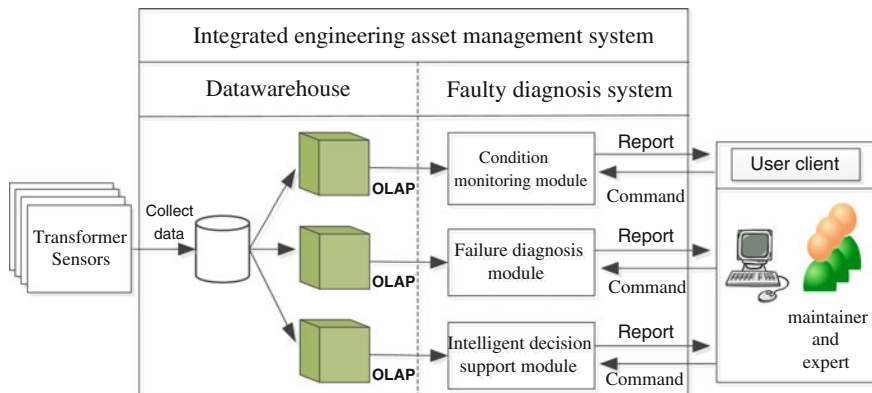 Integrated engineering asset management system
Datawarehouse
Faulty diagnosis system
Transformer
Sensors
Collect
data
OLAP
OLAP
OLAP
Condition
monitoring module
Failure diagnosis
module
Intelligent decision
support module
Report
Command
Report
Command
Report
Command
User client
maintainer
and
expert